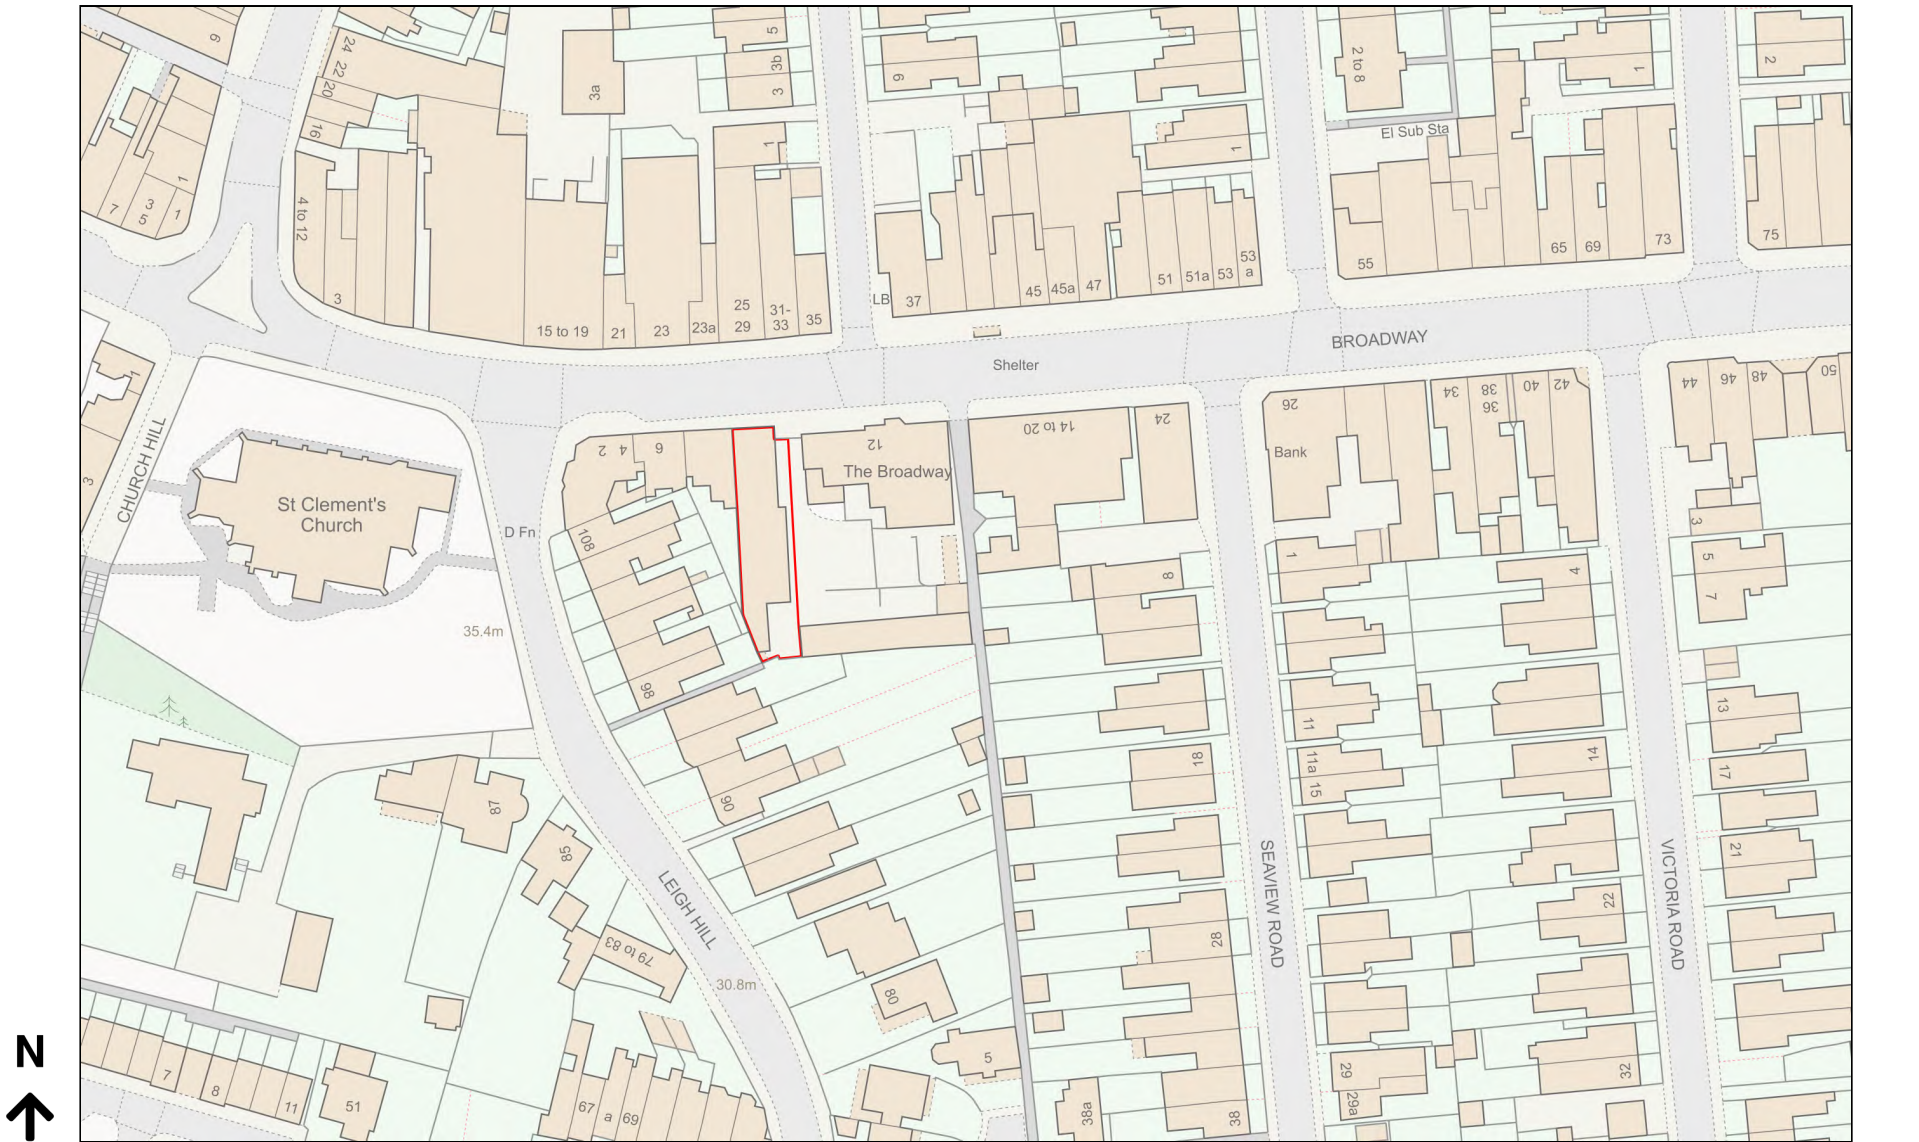 9
24
22
20
16
3a
5
3b
3
1
9
1
2 to 8
El Sub Sta
1
2
7
3
5
1
1
4 to 12
3
15 to 19
21
23
23a
25
29
31-
33
35
LB
37
45
45a
47
51
51a
53
53
a
55
65
69
73
75
Shelter
BROADWAY
1
3
CHURCH HILL
St Clement's
Church
D Fn
35.4m
2
4
6
12
The Broadway
14 to 20
24
26
Bank
34
38
36
40
42
44
46
48
50
108
98
90
8
18
28
38
38a
1
11
11a
15
29
29a
4
14
22
32
3
5
7
13
17
21
SEAVIEW ROAD
VICTORIA ROAD
LEIGH HILL
87
85
79 to 83
30.8m
80
5
7
8
11
51
67
a
69
N